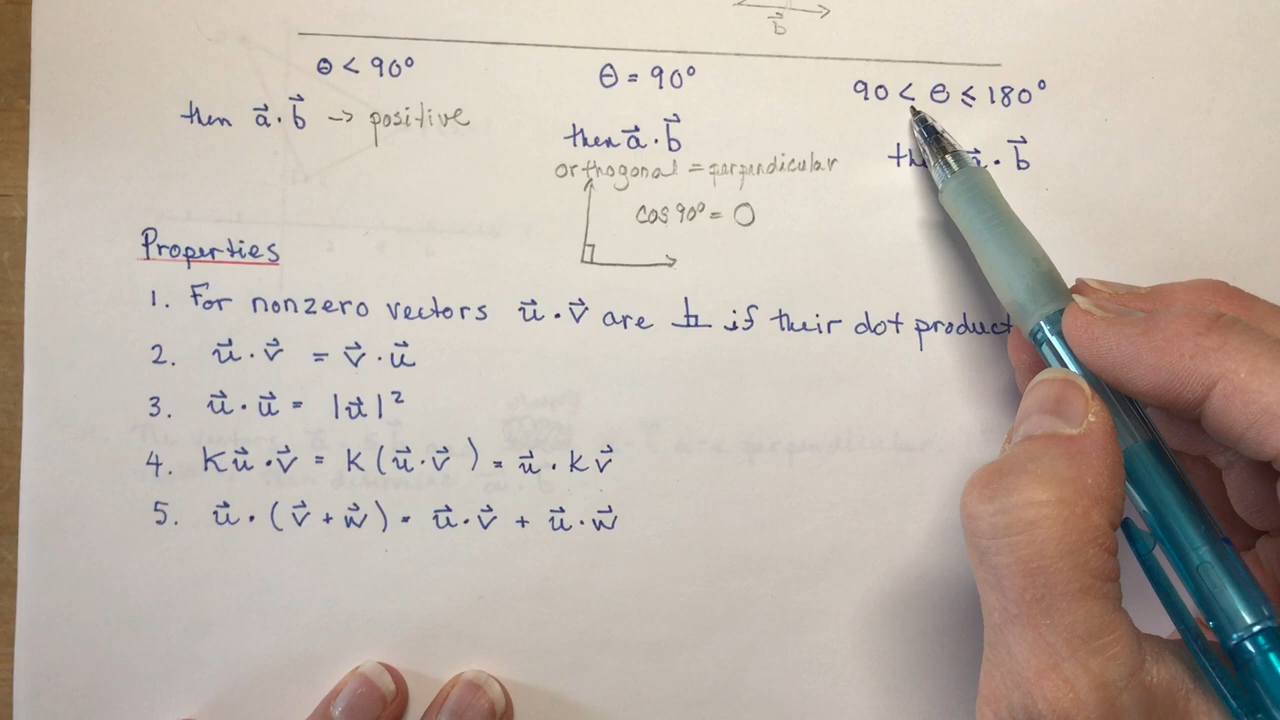 b⃗
θ < 90°
θ = 90°
90 < θ ≤ 180°
then a⃗ · b⃗ → positive
then a⃗ · b⃗
a⃗ · b⃗
orthogonal = perpendicular
cos 90° = 0
Properties
1. For nonzero vectors u⃗ · v⃗ are ⊥ if their dot product
2. u⃗ · v⃗ = v⃗ · u⃗
3. u⃗ · u⃗ = |u⃗|²
4. Ku⃗ · v⃗ = K(u⃗ · v⃗) = u⃗ · kv⃗
5. u⃗ · (v⃗ + w⃗) = u⃗ · v⃗ + u⃗ · w⃗